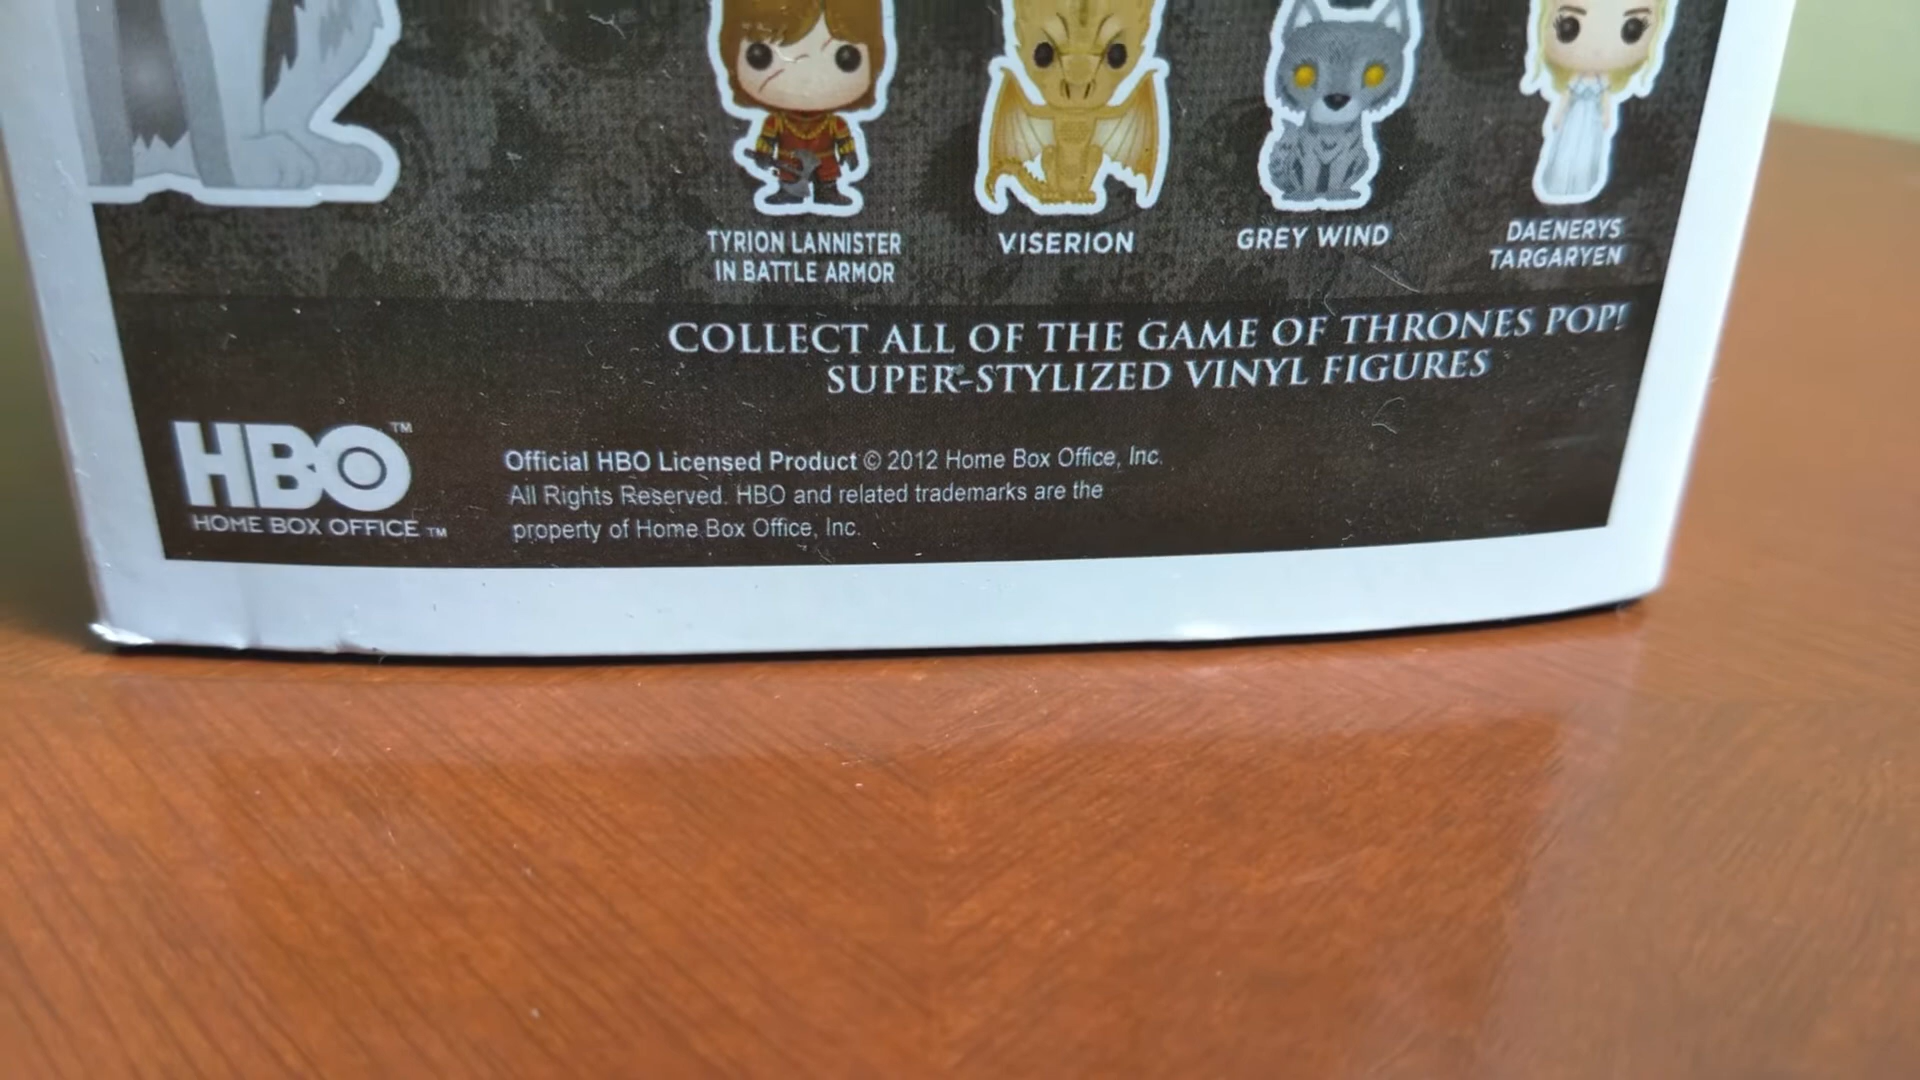 TYRION LANNISTER
IN BATTLE ARMOR
VISERION
GREY WIND
DAENERYS
TARGARYEN
COLLECT ALL OF THE GAME OF THRONES POP!
SUPER-STYLIZED VINYL FIGURES
HBO™
HOME BOX OFFICE™
Official HBO Licensed Product © 2012 Home Box Office, Inc.
All Rights Reserved. HBO and related trademarks are the
property of Home Box Office, Inc.